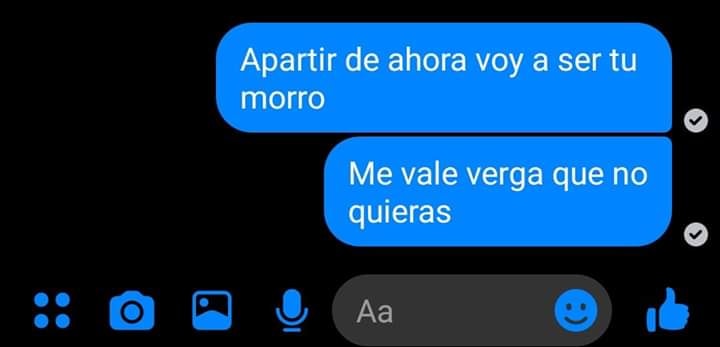 Apartir de ahora voy a ser tu
morro
Me vale verga que no
quieras
Aa